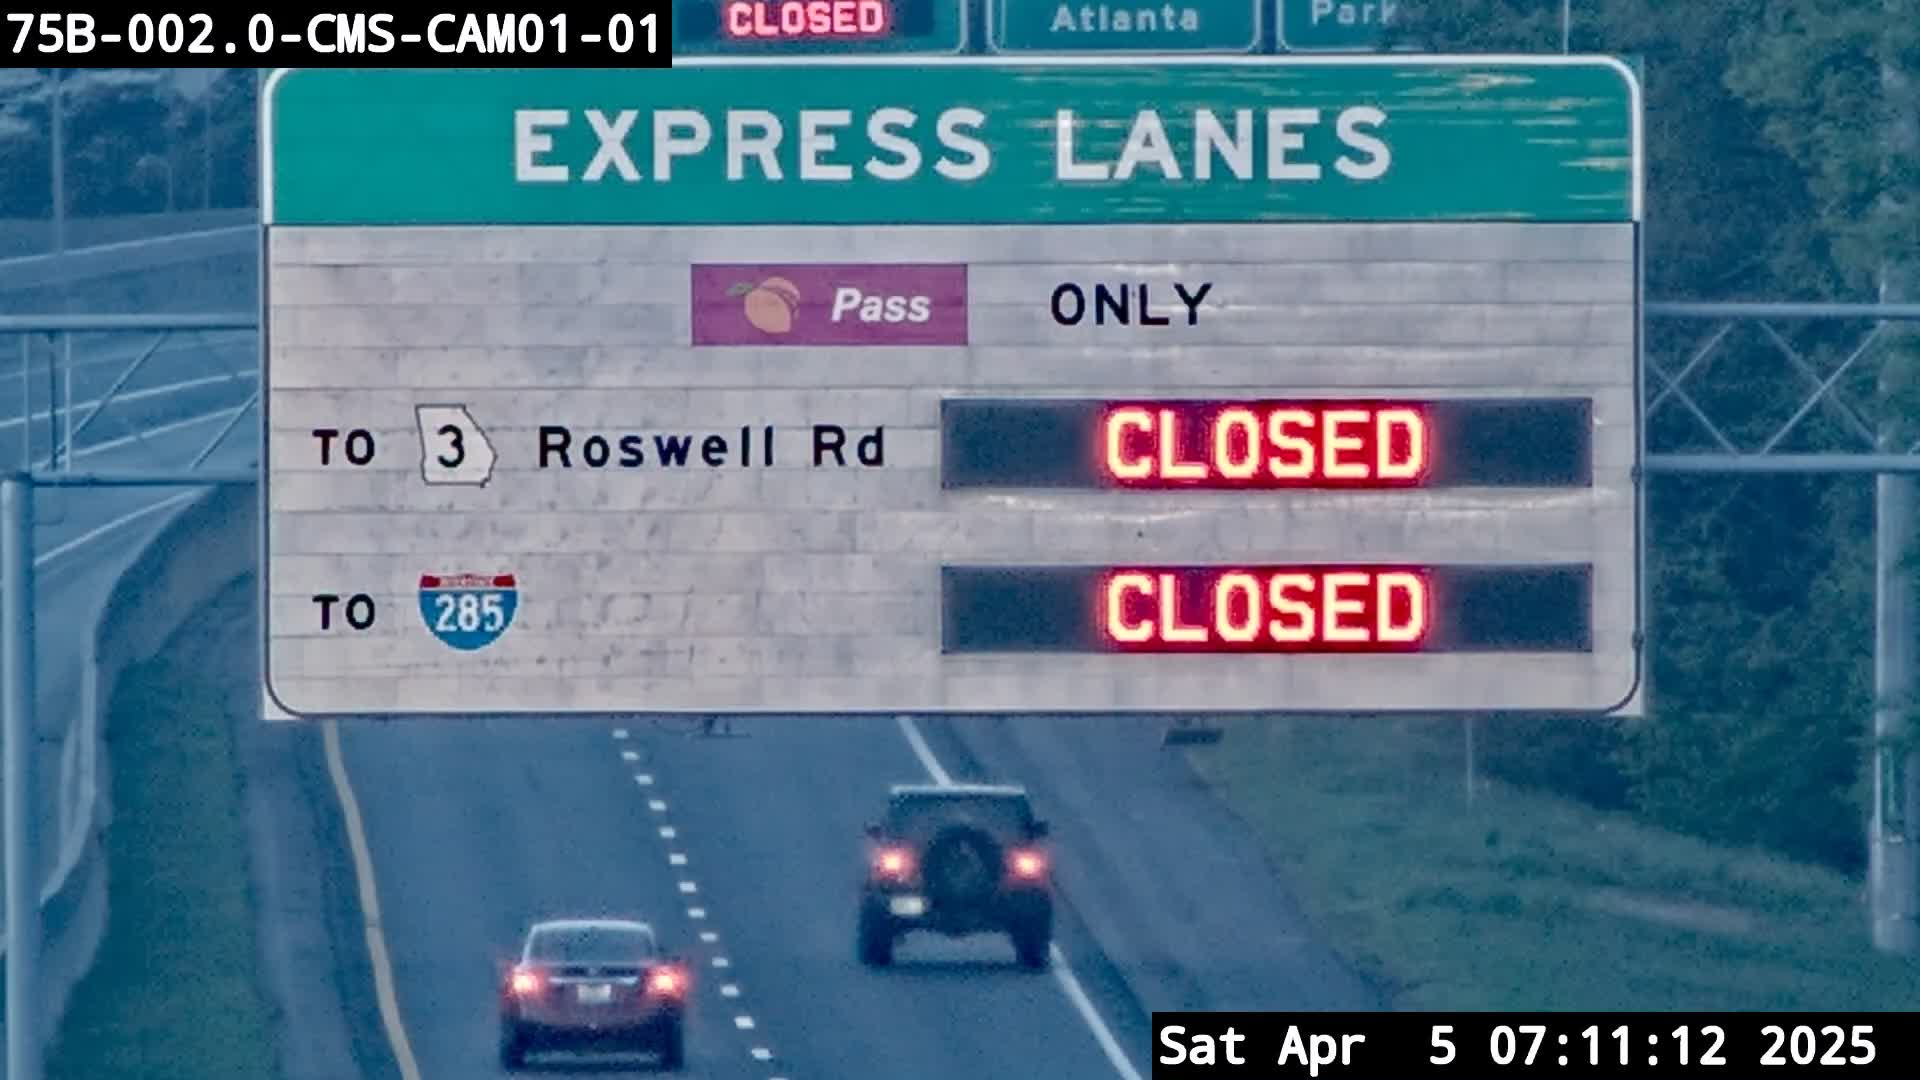 75B-002.0-CMS-CAM01-01
CLOSED
Atlanta
Park
EXPRESS LANES
Pass ONLY
TO 3 Roswell Rd CLOSED
TO 285 CLOSED
Sat Apr 5 07:11:12 2025